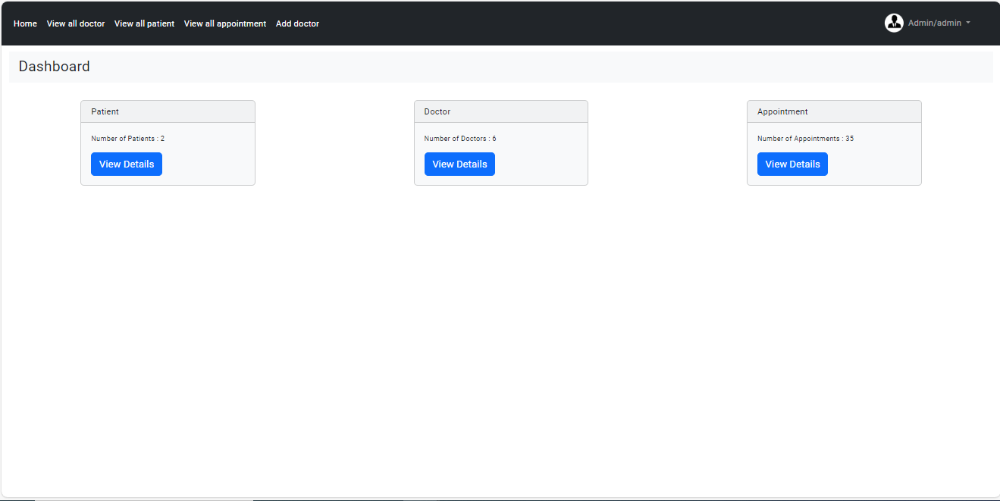 Home View all doctor View all patient View all appointment Add doctor Admin/admin
Dashboard
Patient
Number of Patients : 2
View Details
Doctor
Number of Doctors : 6
View Details
Appointment
Number of Appointments : 35
View Details